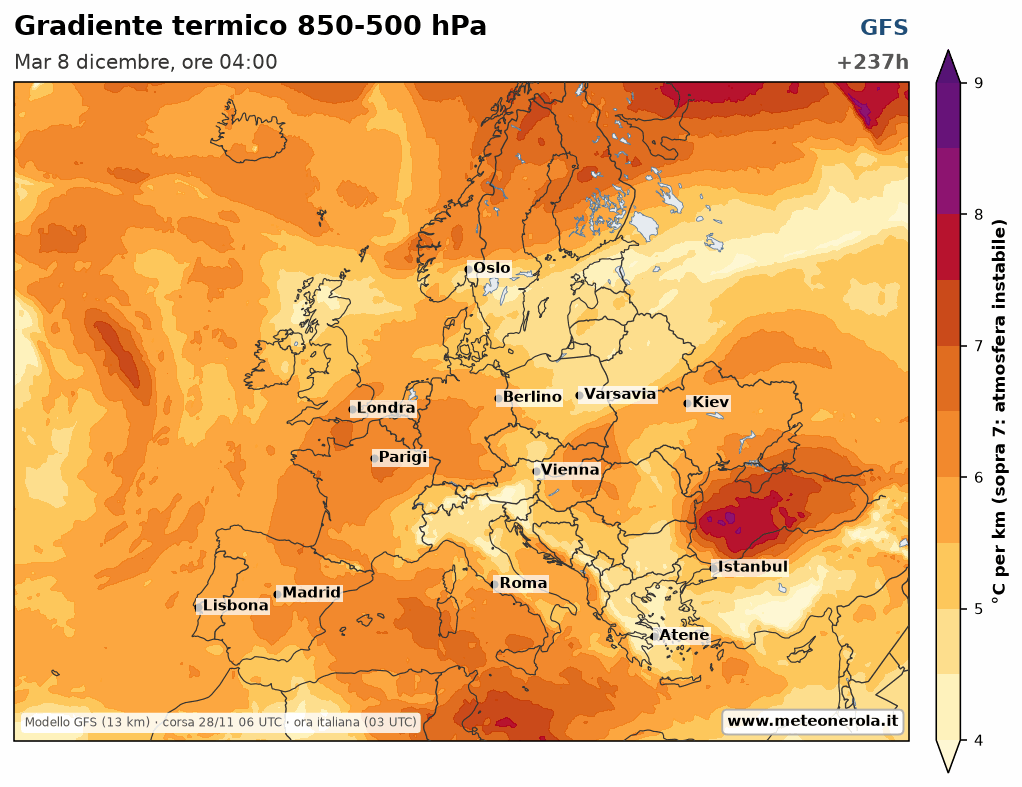 Gradiente termico 850-500 hPa
GFS
Mar 8 dicembre, ore 04:00
+237h
Oslo
Londra
Berlino
Varsavia
Kiev
Parigi
Vienna
Istanbul
Roma
Madrid
Lisbona
Atene
9
8
7
6
5
4
°C per km (sopra 7: atmosfera instabile)
Modello GFS (13 km) · corsa 28/11 06 UTC · ora italiana (03 UTC)
www.meteonerola.it